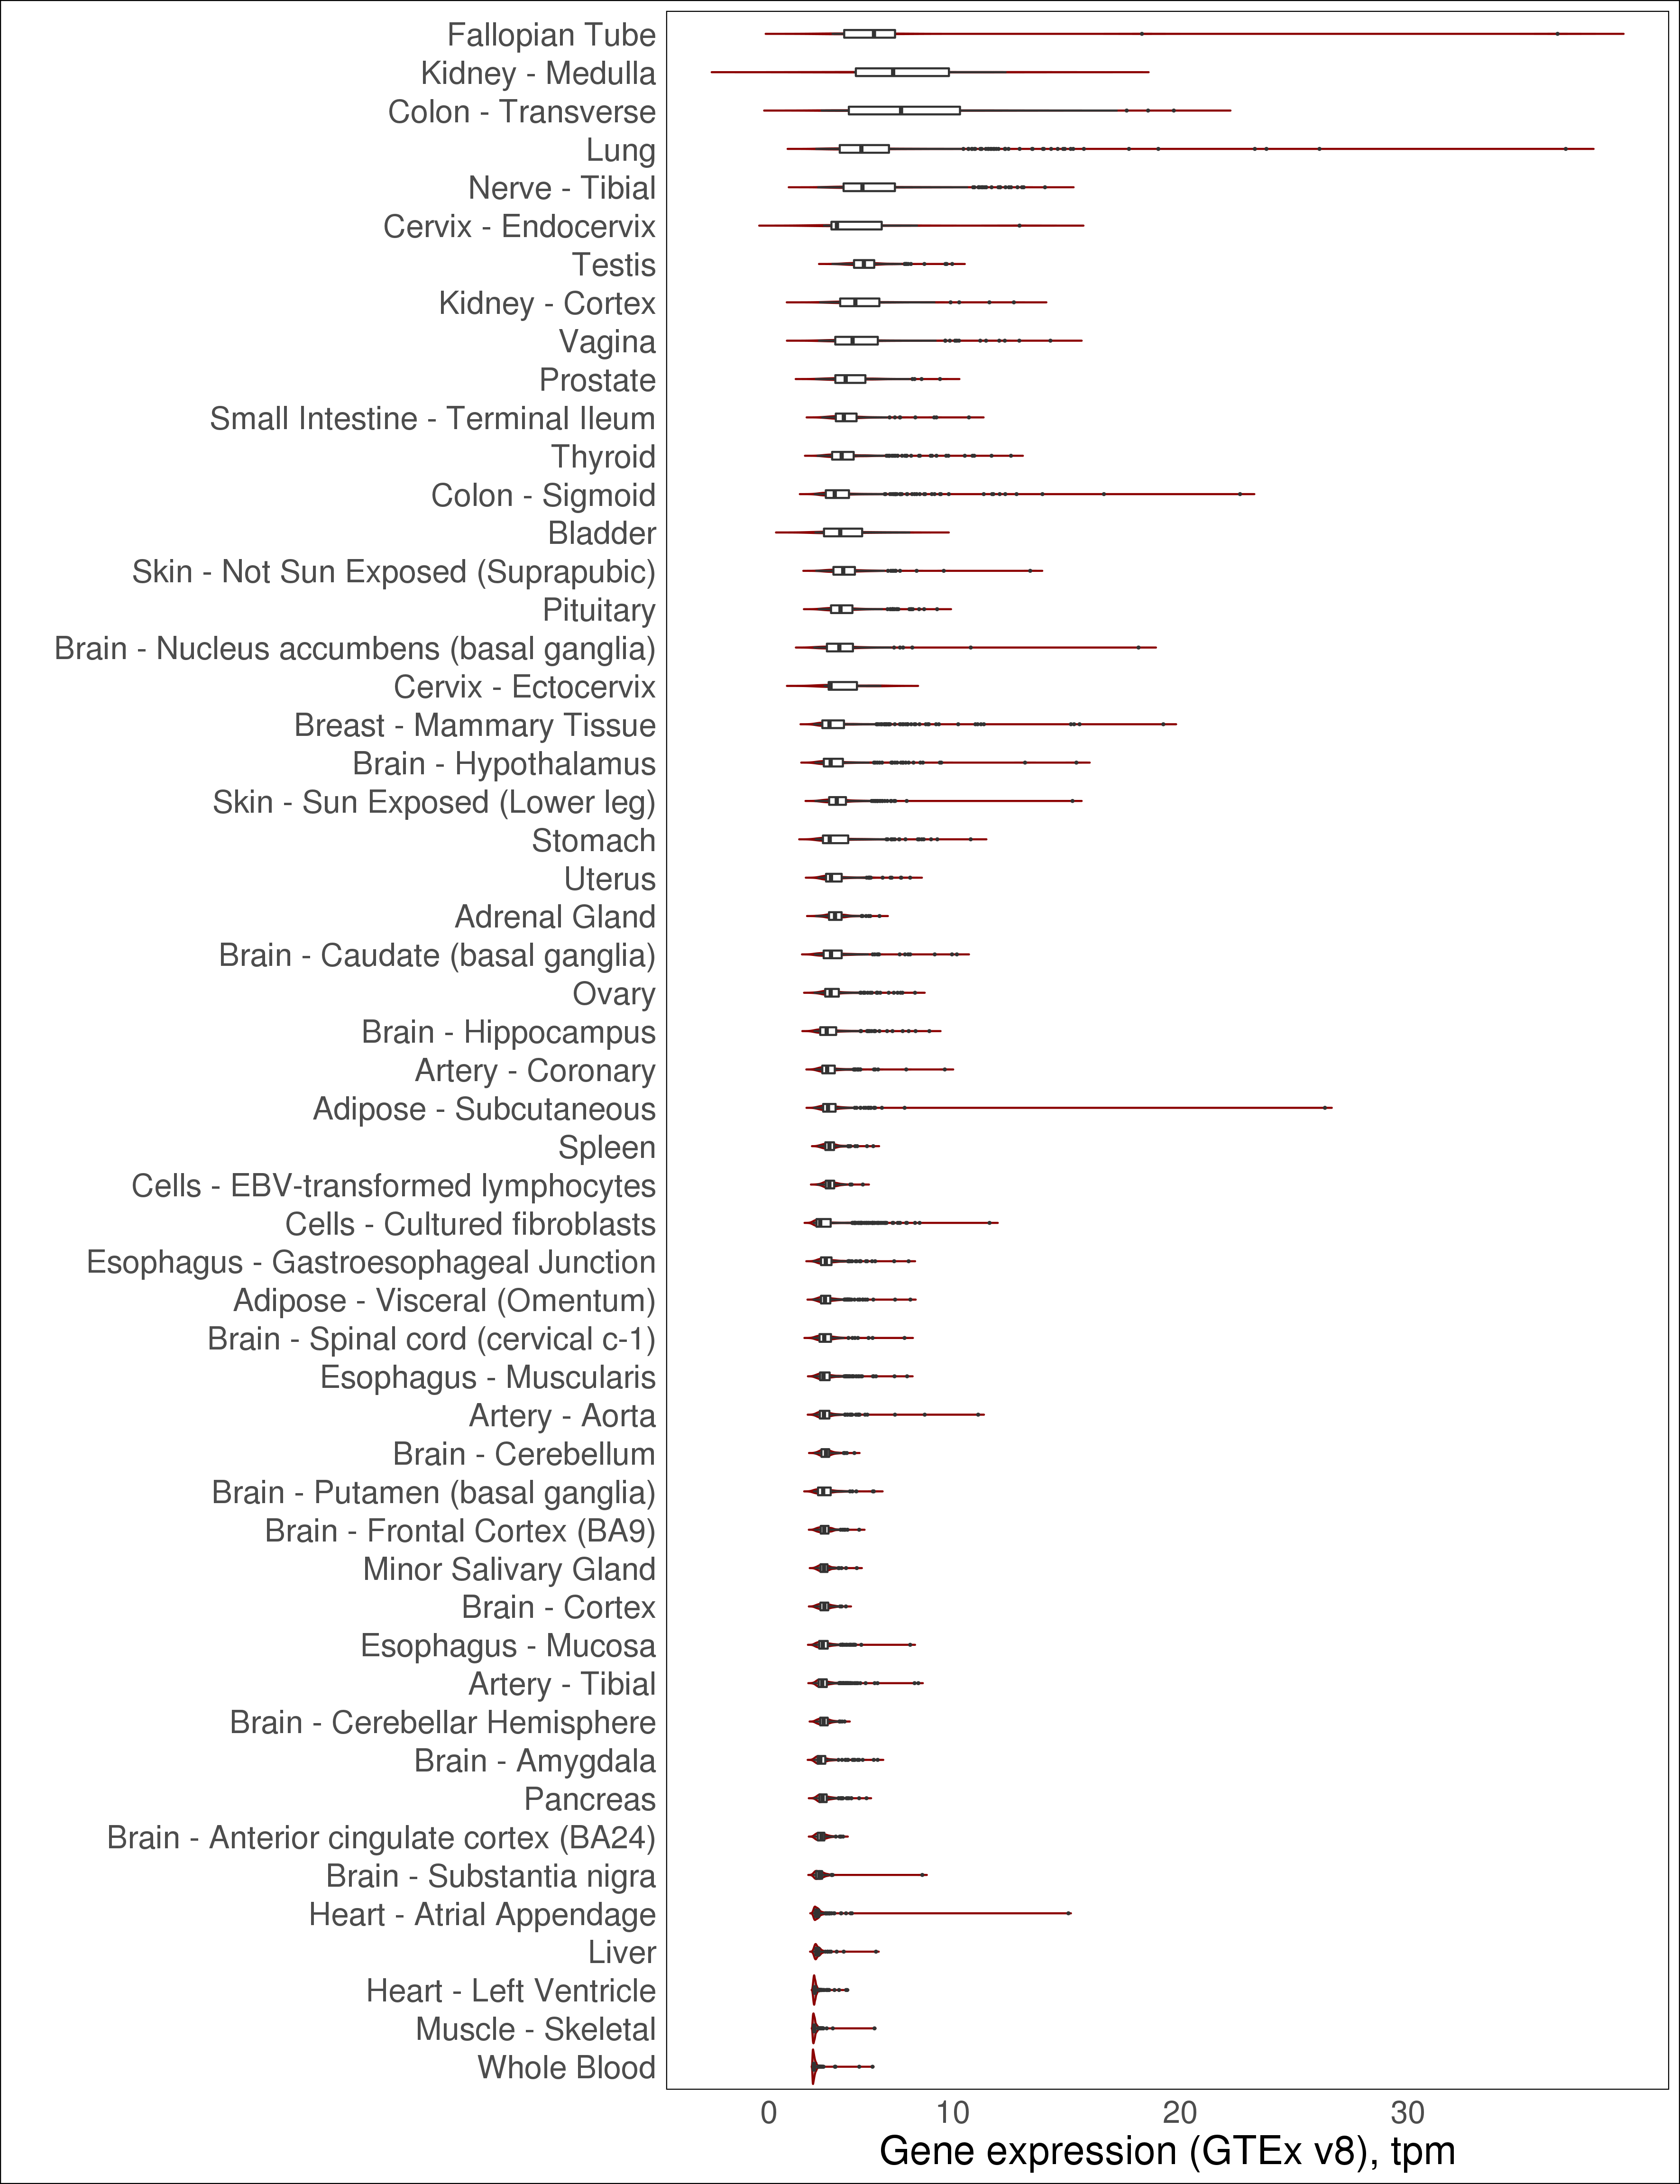 Fallopian Tube
Kidney - Medulla
Colon - Transverse
Lung
Nerve - Tibial
Cervix - Endocervix
Testis
Kidney - Cortex
Vagina
Prostate
Small Intestine - Terminal Ileum
Thyroid
Colon - Sigmoid
Bladder
Skin - Not Sun Exposed (Suprapubic)
Pituitary
Brain - Nucleus accumbens (basal ganglia)
Cervix - Ectocervix
Breast - Mammary Tissue
Brain - Hypothalamus
Skin - Sun Exposed (Lower leg)
Stomach
Uterus
Adrenal Gland
Brain - Caudate (basal ganglia)
Ovary
Brain - Hippocampus
Artery - Coronary
Adipose - Subcutaneous
Spleen
Cells - EBV-transformed lymphocytes
Cells - Cultured fibroblasts
Esophagus - Gastroesophageal Junction
Adipose - Visceral (Omentum)
Brain - Spinal cord (cervical c-1)
Esophagus - Muscularis
Artery - Aorta
Brain - Cerebellum
Brain - Putamen (basal ganglia)
Brain - Frontal Cortex (BA9)
Minor Salivary Gland
Brain - Cortex
Esophagus - Mucosa
Artery - Tibial
Brain - Cerebellar Hemisphere
Brain - Amygdala
Pancreas
Brain - Anterior cingulate cortex (BA24)
Brain - Substantia nigra
Heart - Atrial Appendage
Liver
Heart - Left Ventricle
Muscle - Skeletal
Whole Blood
0 10 20 30
Gene expression (GTEx v8), tpm